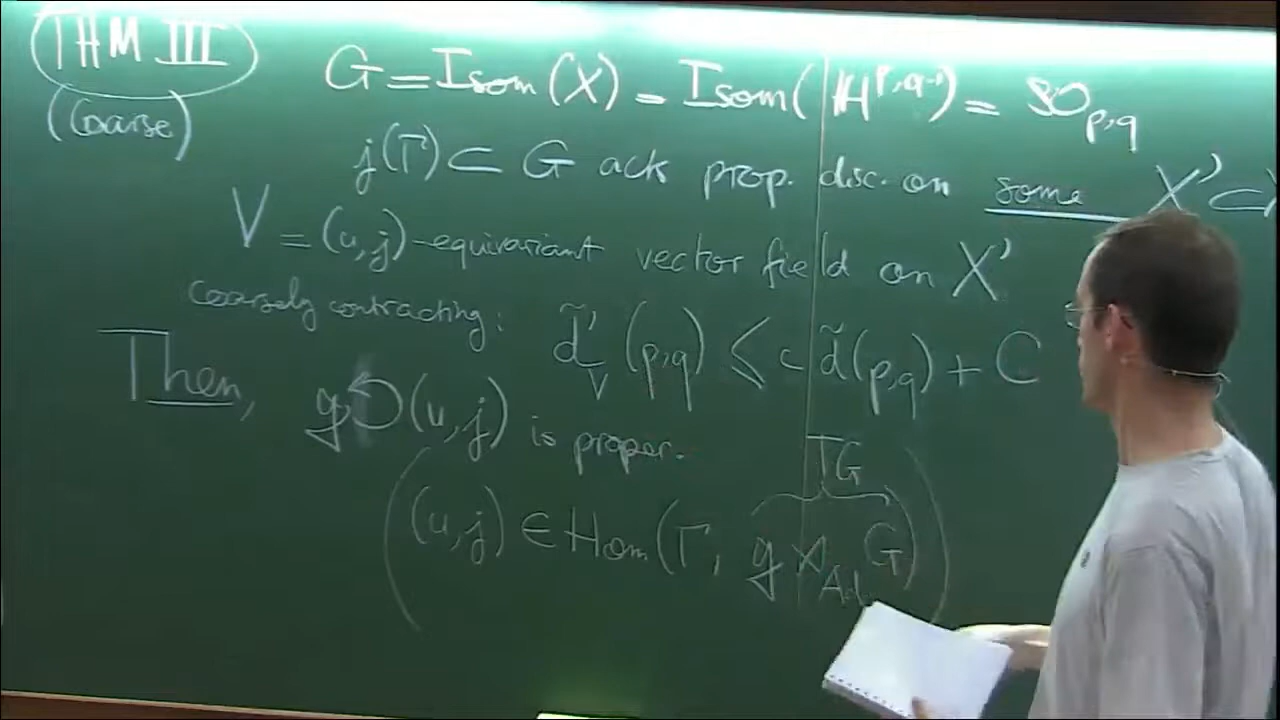 THM III
(Coarse)
G = Isom(X) = Isom(ℍ^{p,q-1}) = SO_{p,q}
j(Γ) ⊂ G acts prop. disc. on some X' ⊂
V = (u,j)-equivariant vector field on X'
coarsely contracting: d̃'_V (p,q) ≤ c d̃(p,q) + C
Then, 𝔤 ↺ (u,j) is proper.
TG
((u,j) ∈ Hom(Γ, 𝔤 ⋊_{Ad} G))